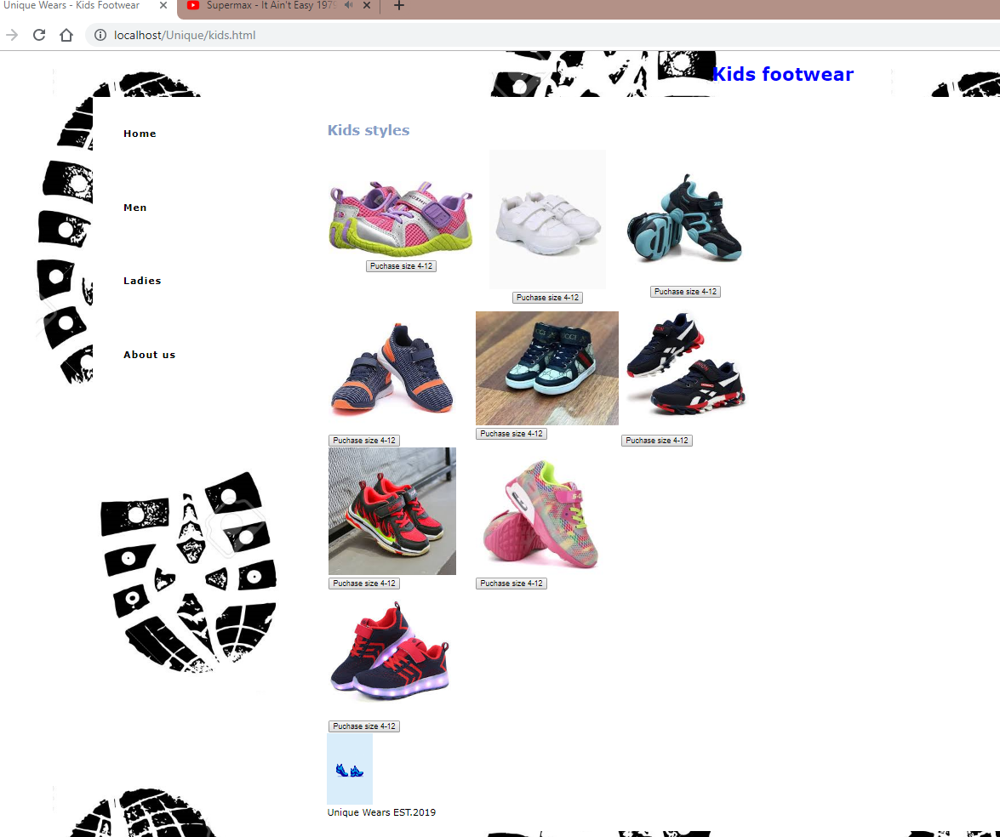 Unique Wears - Kids Footwear
Supermax - It Ain't Easy 1979
localhost/Unique/kids.html
Kids footwear
Home
Men
Ladies
About us
Kids styles
Puchase size 4-12
Puchase size 4-12
Puchase size 4-12
Puchase size 4-12
Puchase size 4-12
Puchase size 4-12
Puchase size 4-12
Puchase size 4-12
Puchase size 4-12
Unique Wears EST.2019